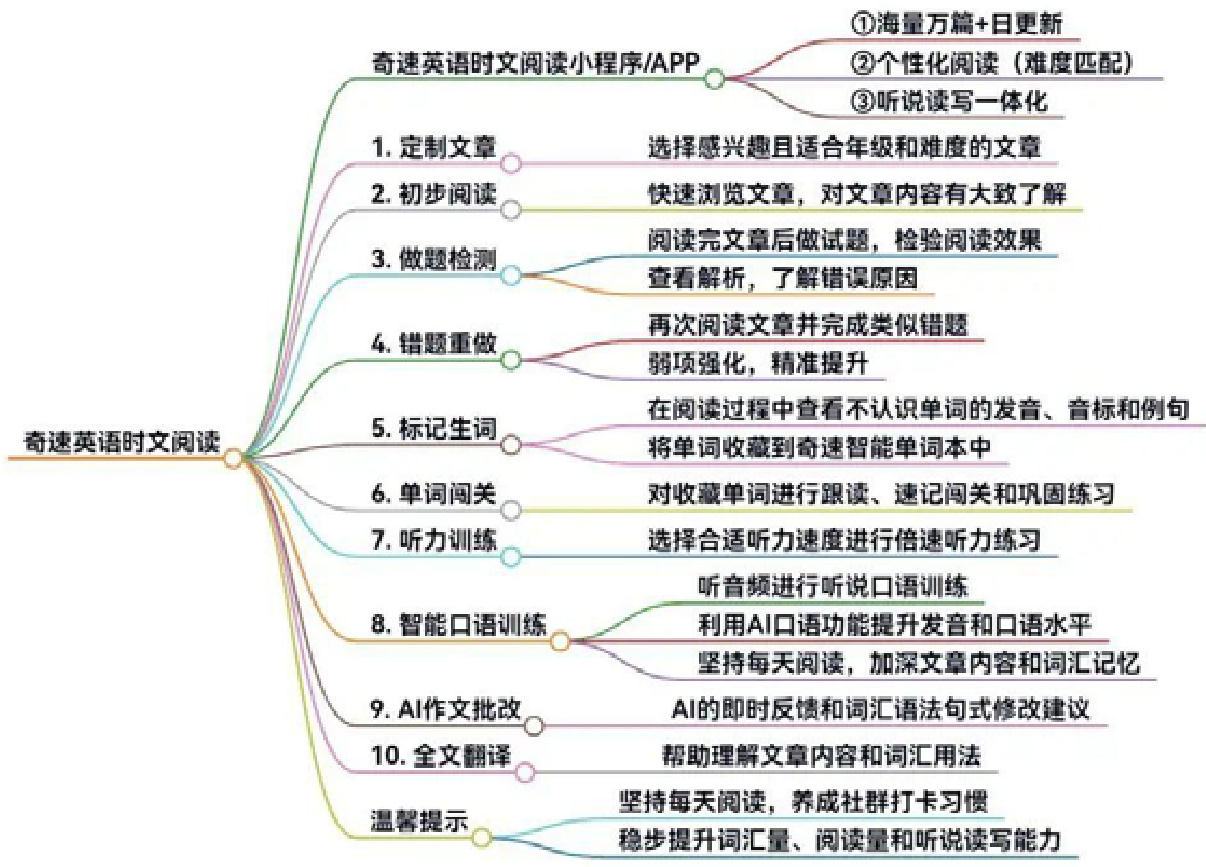 奇速英语时文阅读
奇速英语时文阅读小程序/APP
①海量万篇+日更新
②个性化阅读（难度匹配）
③听说读写一体化
1. 定制文章
选择感兴趣且适合年级和难度的文章
2. 初步阅读
快速浏览文章，对文章内容有大致了解
3. 做题检测
阅读完文章后做试题，检验阅读效果
查看解析，了解错误原因
4. 错题重做
再次阅读文章并完成类似错题
弱项强化，精准提升
5. 标记生词
在阅读过程中查看不认识单词的发音、音标和例句
将单词收藏到奇速智能单词本中
6. 单词闯关
对收藏单词进行跟读、速记闯关和巩固练习
7. 听力训练
选择合适听力速度进行倍速听力练习
8. 智能口语训练
听音频进行听说口语训练
利用AI口语功能提升发音和口语水平
坚持每天阅读，加深文章内容和词汇记忆
9. AI作文批改
AI的即时反馈和词汇语法句式修改建议
10. 全文翻译
帮助理解文章内容和词汇用法
温馨提示
坚持每天阅读，养成社群打卡习惯
稳步提升词汇量、阅读量和听说读写能力